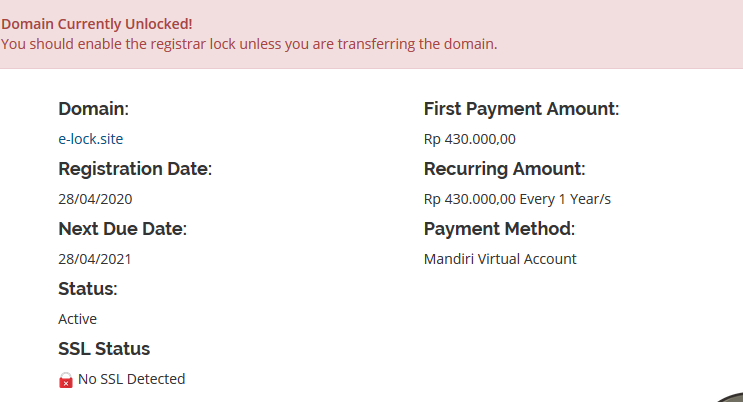 Domain Currently Unlocked!
You should enable the registrar lock unless you are transferring the domain.
Domain:
e-lock.site
Registration Date:
28/04/2020
Next Due Date:
28/04/2021
Status:
Active
SSL Status
No SSL Detected
First Payment Amount:
Rp 430.000,00
Recurring Amount:
Rp 430.000,00 Every 1 Year/s
Payment Method:
Mandiri Virtual Account